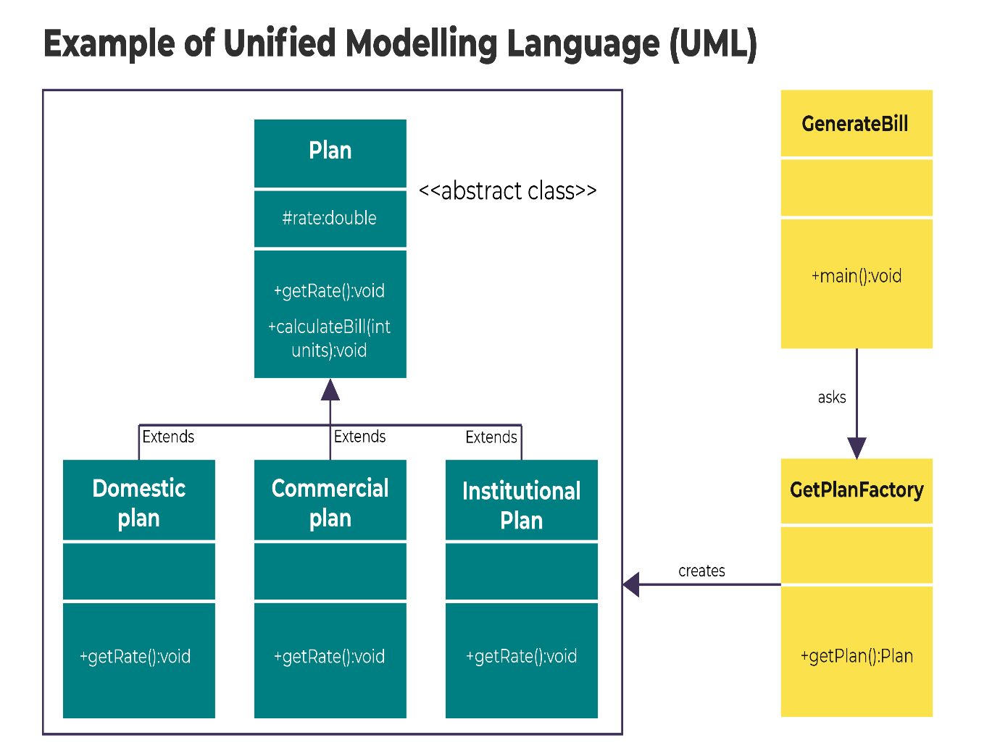 Example of Unified Modelling Language (UML)
Plan
<<abstract class>>
#rate:double
+getRate():void
+calculateBill(int
units):void
Extends
Extends
Extends
Domestic
plan
+getRate():void
Commercial
plan
+getRate():void
Institutional
Plan
+getRate():void
GenerateBill
+main():void
asks
GetPlanFactory
creates
+getPlan():Plan